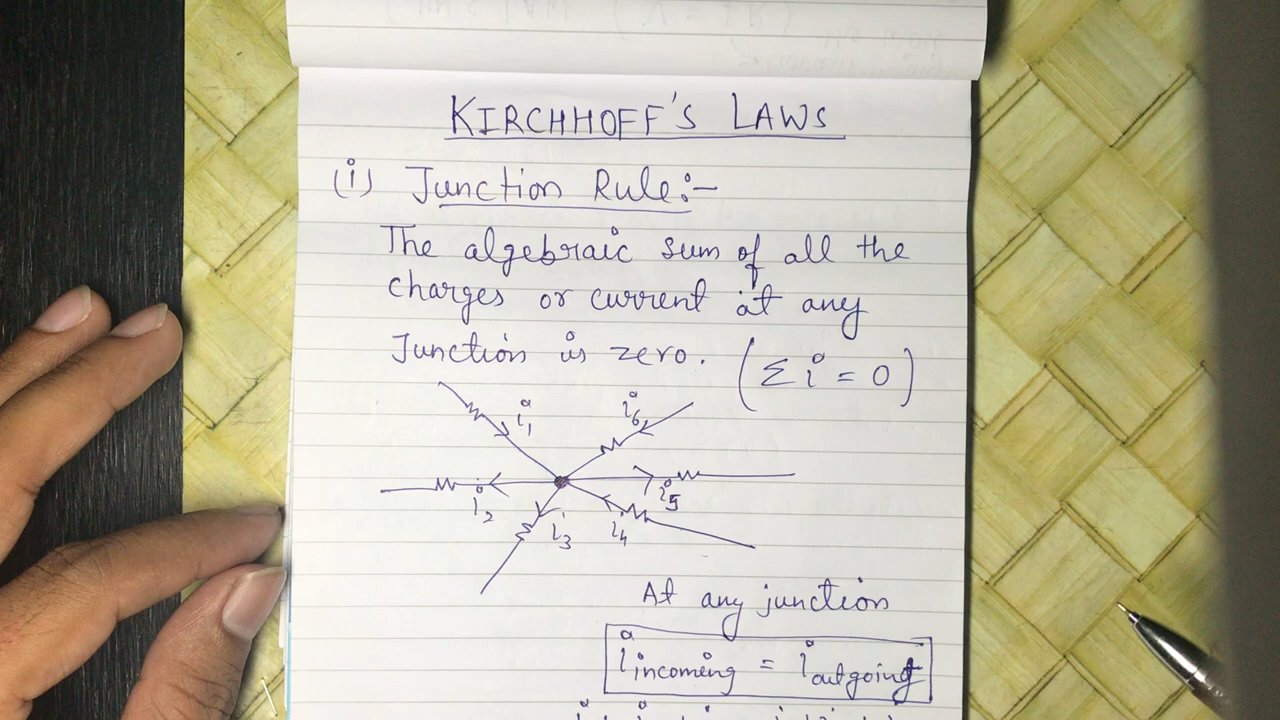 KIRCHHOFF'S LAWS
(i) Junction Rule:-
The algebraic sum of all the
charges or current at any
Junction is zero. (Σ i = 0)
i1
i6
i2
i5
i3
i4
At any junction
i incoming = i outgoing